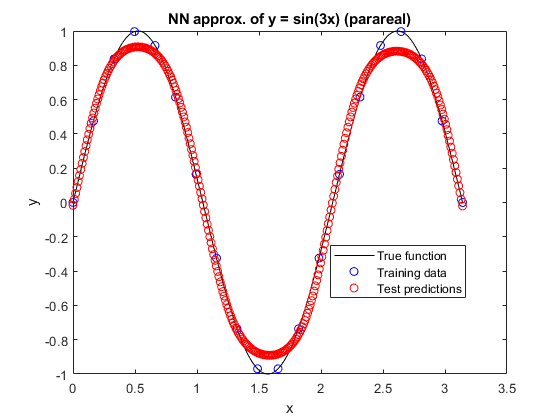 NN approx. of y = sin(3x) (parareal)
1
0.8
0.6
0.4
0.2
0
-0.2
-0.4
-0.6
-0.8
-1
y
True function
Training data
Test predictions
0 0.5 1 1.5 2 2.5 3 3.5
x